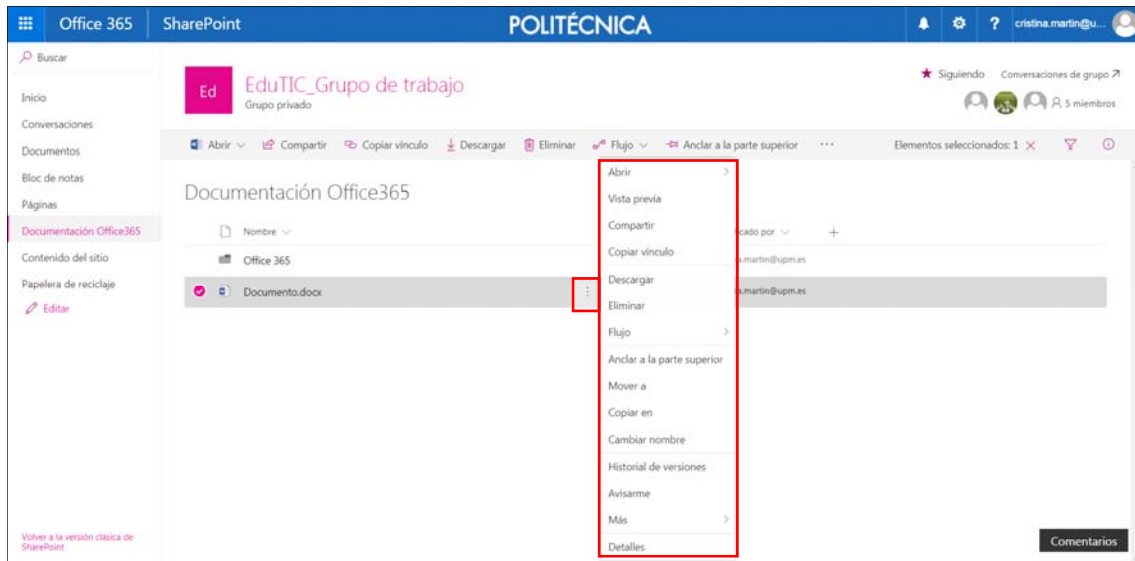 Office 365
SharePoint
POLITÉCNICA
?
cristina.martin@u...
Buscar
Inicio
Conversaciones
Documentos
Bloc de notas
Páginas
Documentación Office365
Contenido del sitio
Papelera de reciclaje
Editar
Volver a la versión clásica de
SharePoint
Ed
EduTIC_Grupo de trabajo
Grupo privado
Siguiendo
Conversaciones de grupo
5 miembros
Abrir
Compartir
Copiar vínculo
Descargar
Eliminar
Flujo
Anclar a la parte superior
...
Elementos seleccionados: 1
Documentación Office365
Nombre
icado por
Office 365
a.martin@upm.es
Documento.docx
a.martin@upm.es
Abrir
Vista previa
Compartir
Copiar vínculo
Descargar
Eliminar
Flujo
Anclar a la parte superior
Mover a
Copiar en
Cambiar nombre
Historial de versiones
Avisarme
Más
Detalles
Comentarios